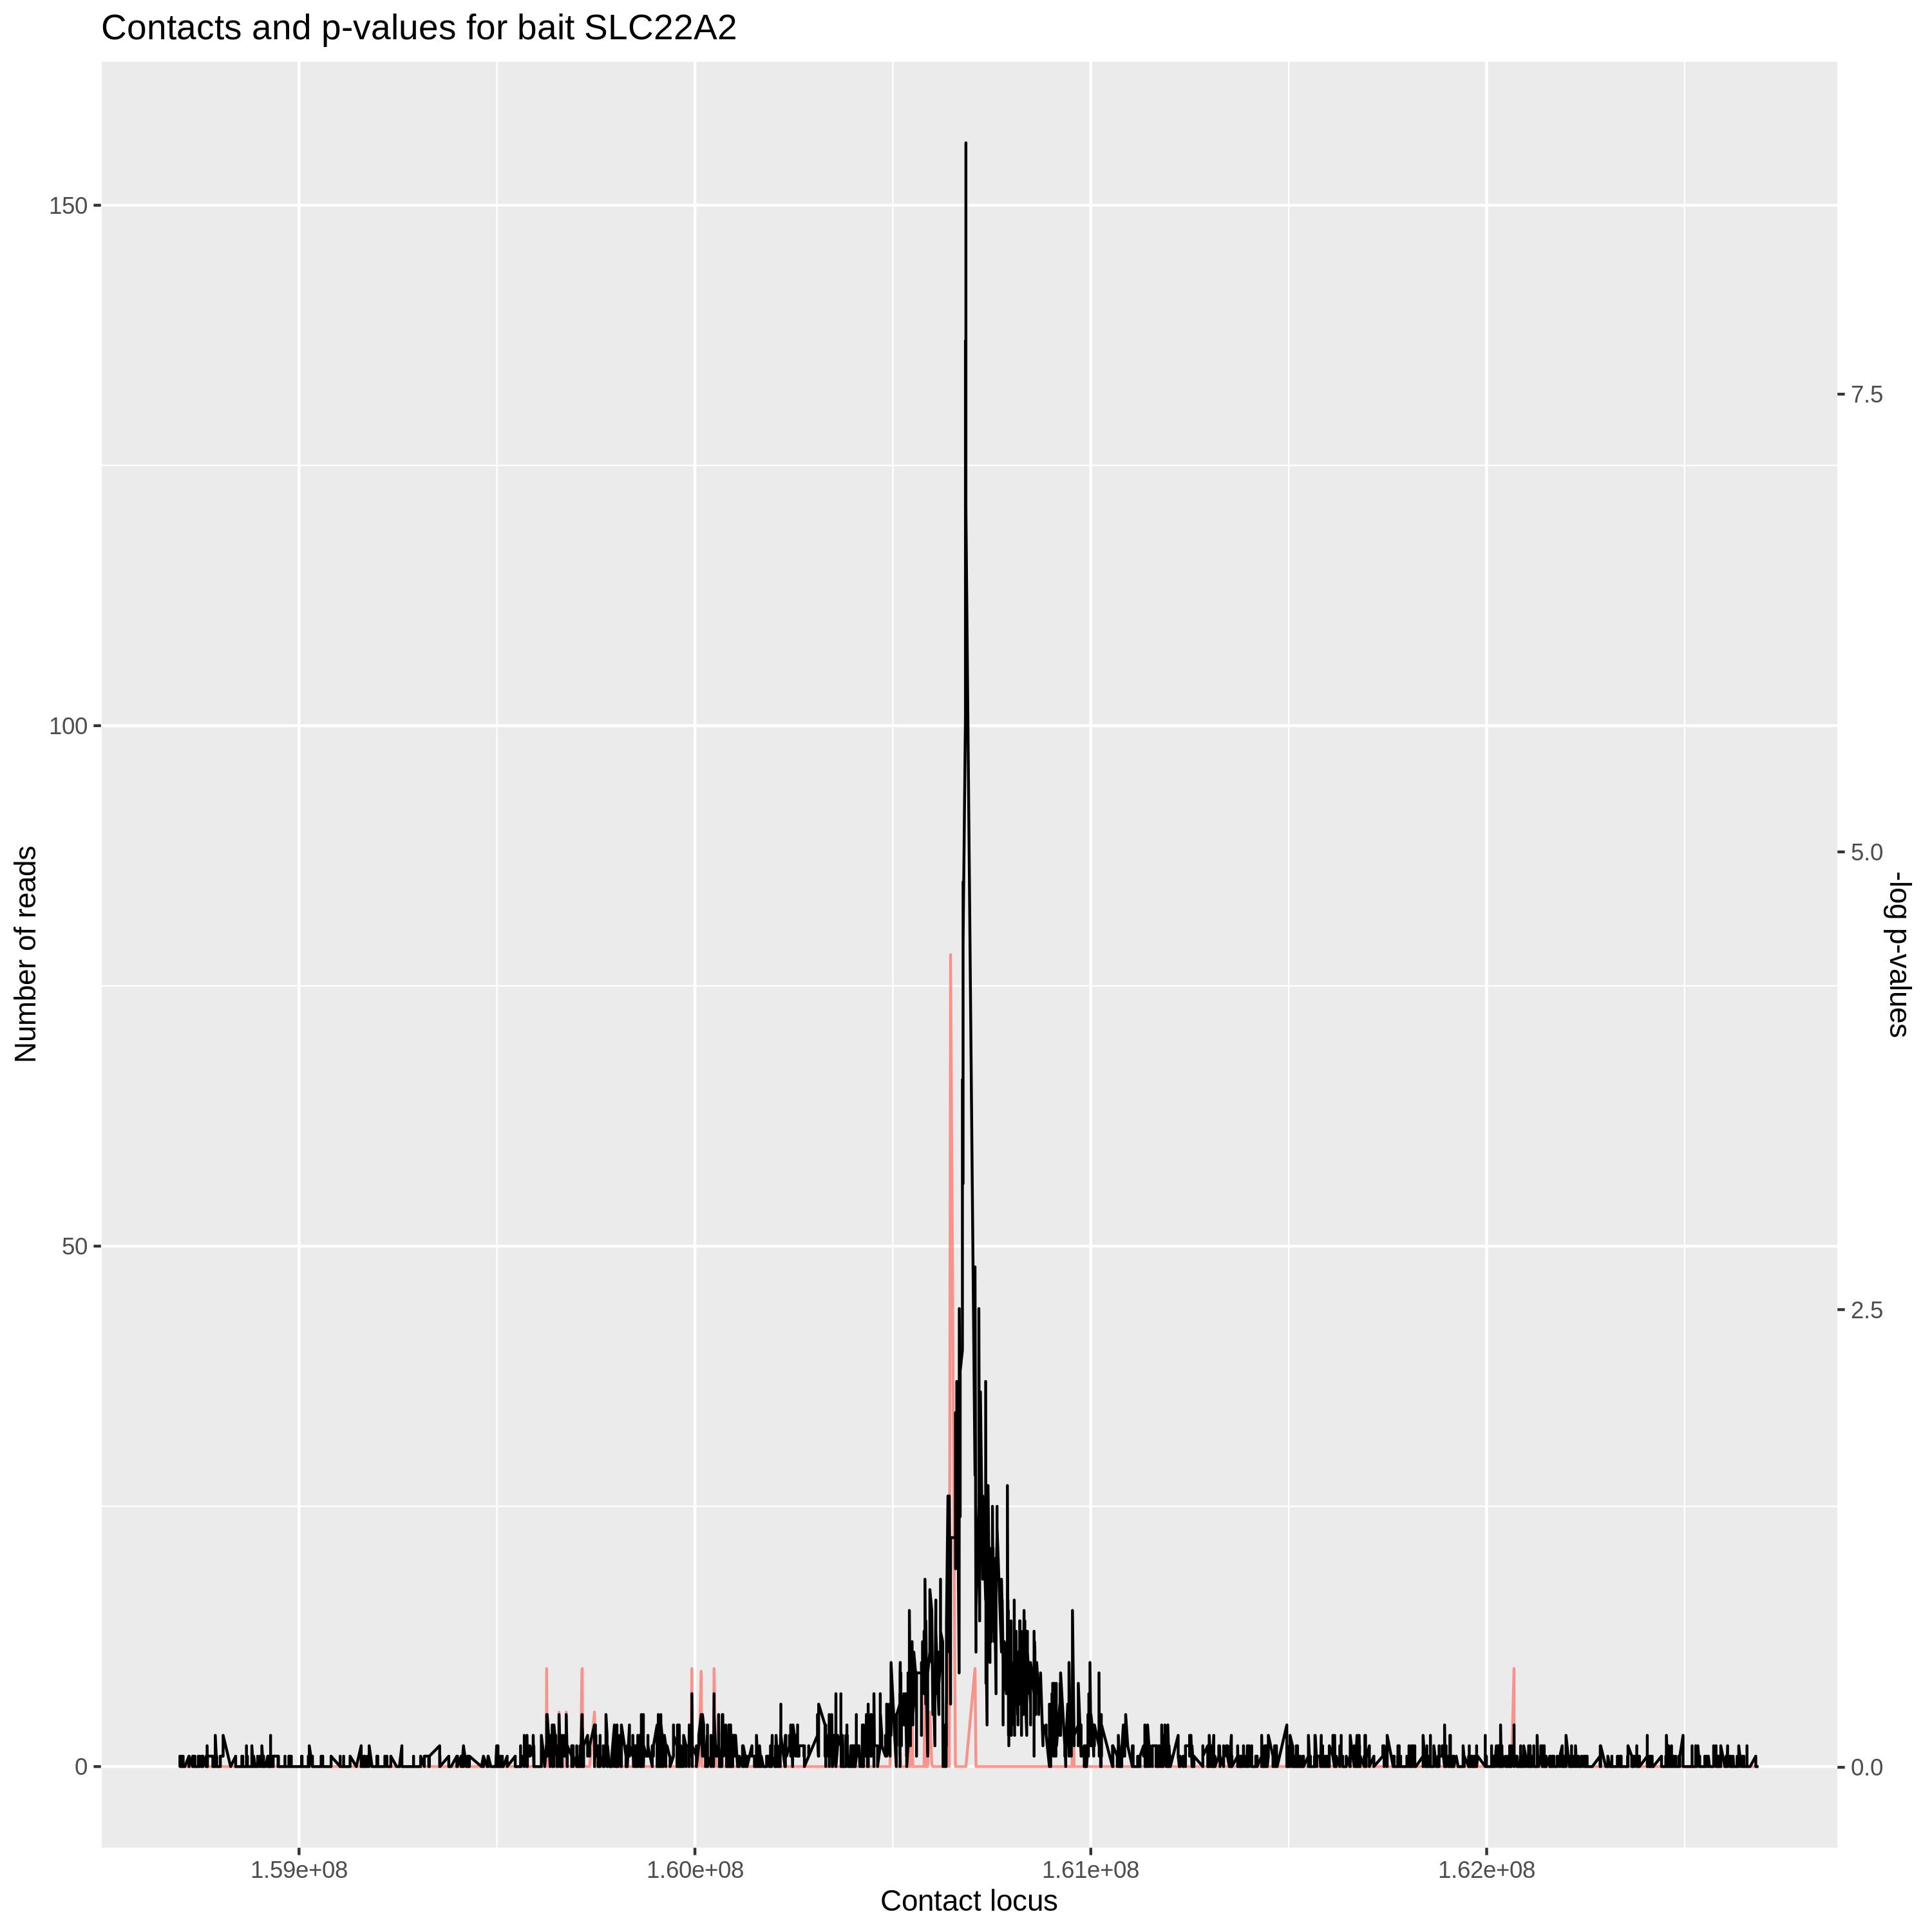 Contacts and p-values for bait SLC22A2
150
100
50
0
Number of reads
7.5
5.0
2.5
0.0
-log p-values
1.59e+08 1.60e+08 1.61e+08 1.62e+08
Contact locus